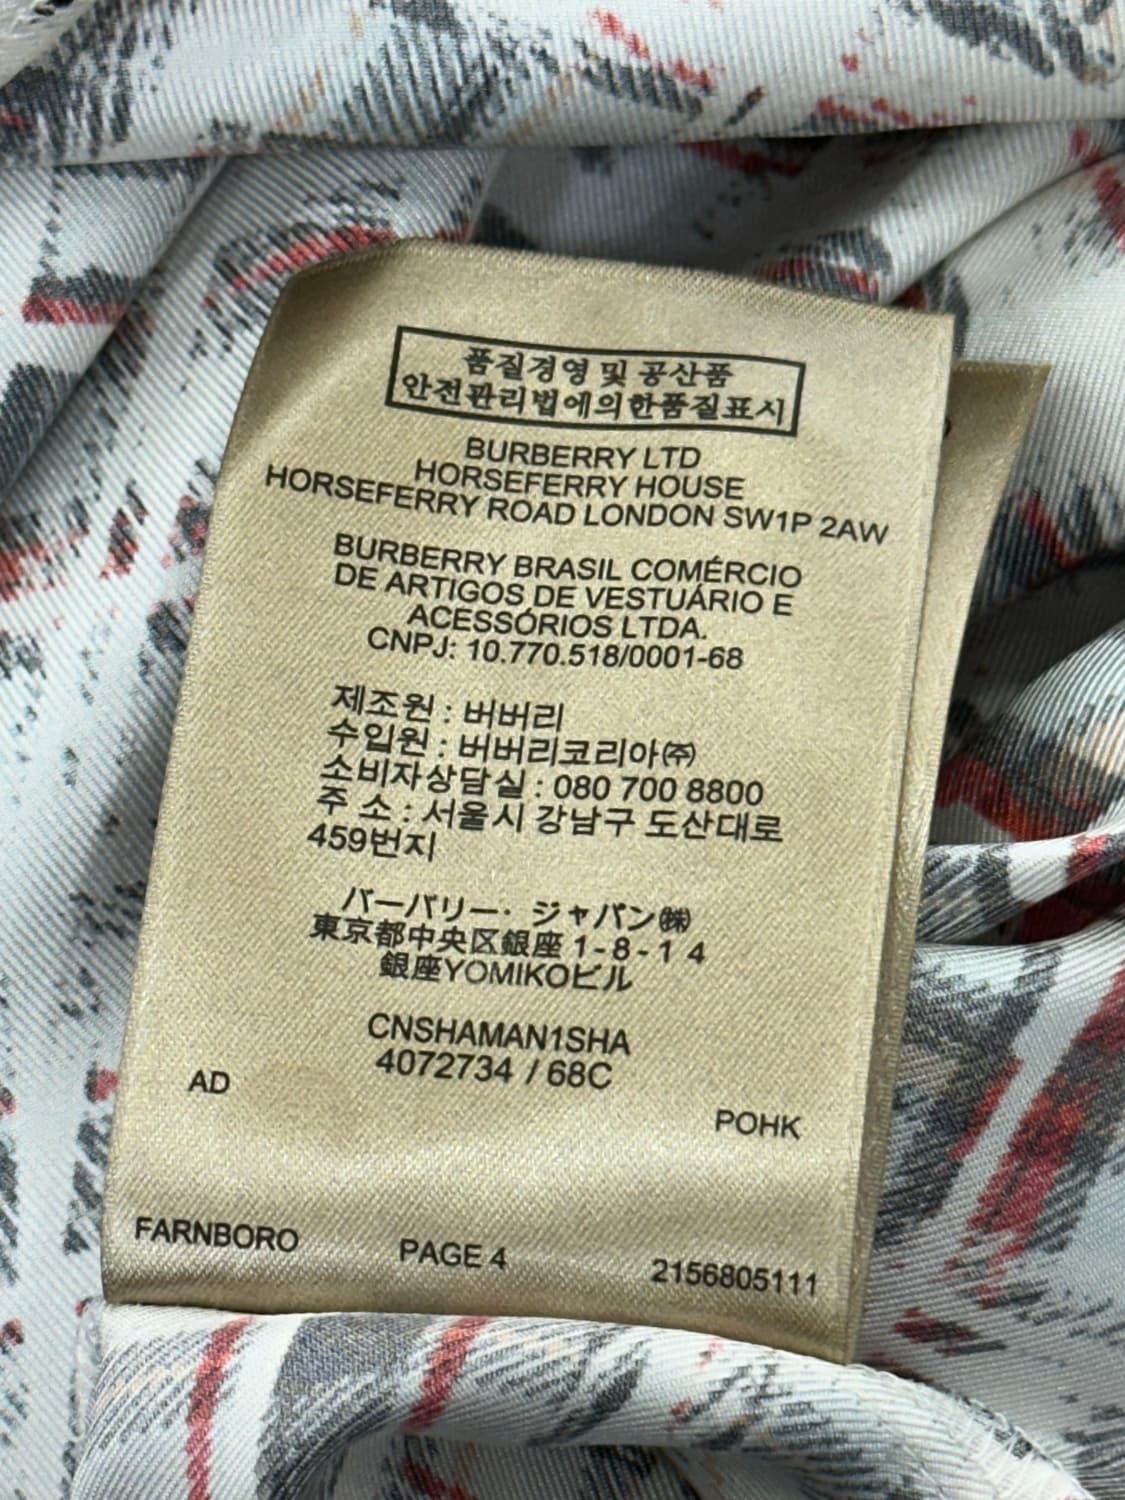 품질경영 및 공산품
안전판리법에의한품질표시
BURBERRY LTD
HORSEFERRY HOUSE
HORSEFERRY ROAD LONDON SW1P 2AW
BURBERRY BRASIL COMÉRCIO
DE ARTIGOS DE VESTUÁRIO E
ACESSÓRIOS LTDA.
CNPJ: 10.770.518/0001-68
제조원 : 버버리
수입원 : 버버리코리아㈜
소비자상담실 : 080 700 8800
주 소 : 서울시 강남구 도산대로
459번지
バーバリー・ジャパン㈱
東京都中央区銀座 1-8-1 4
銀座YOMIKOビル
CNSHAMAN1SHA
4072734 / 68C
AD
POHK
FARNBORO PAGE 4 2156805111